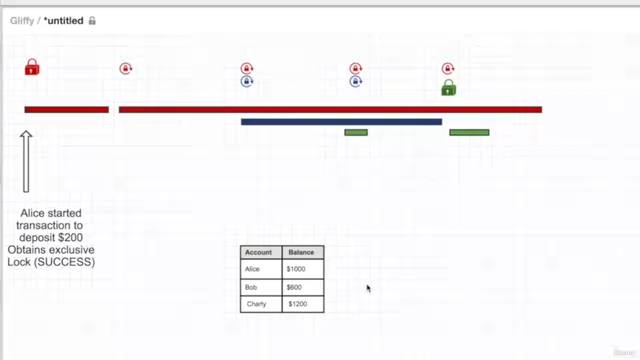 Gliffy / *untitled
Alice started
transaction to
deposit $200
Obtains exclusive
Lock (SUCCESS)
Account Balance
Alice $1000
Bob $600
Charly $1200
Udemy